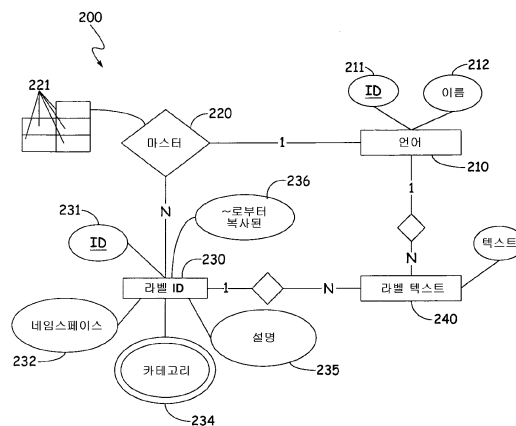 200
221
220
마스터
1
211
ID
212
이름
언어
210
1
N
231
ID
236
~로부터
복사된
230
라벨 ID
1
N
N
텍스트
라벨 텍스트
240
네임스페이스
232
카테고리
234
설명
235